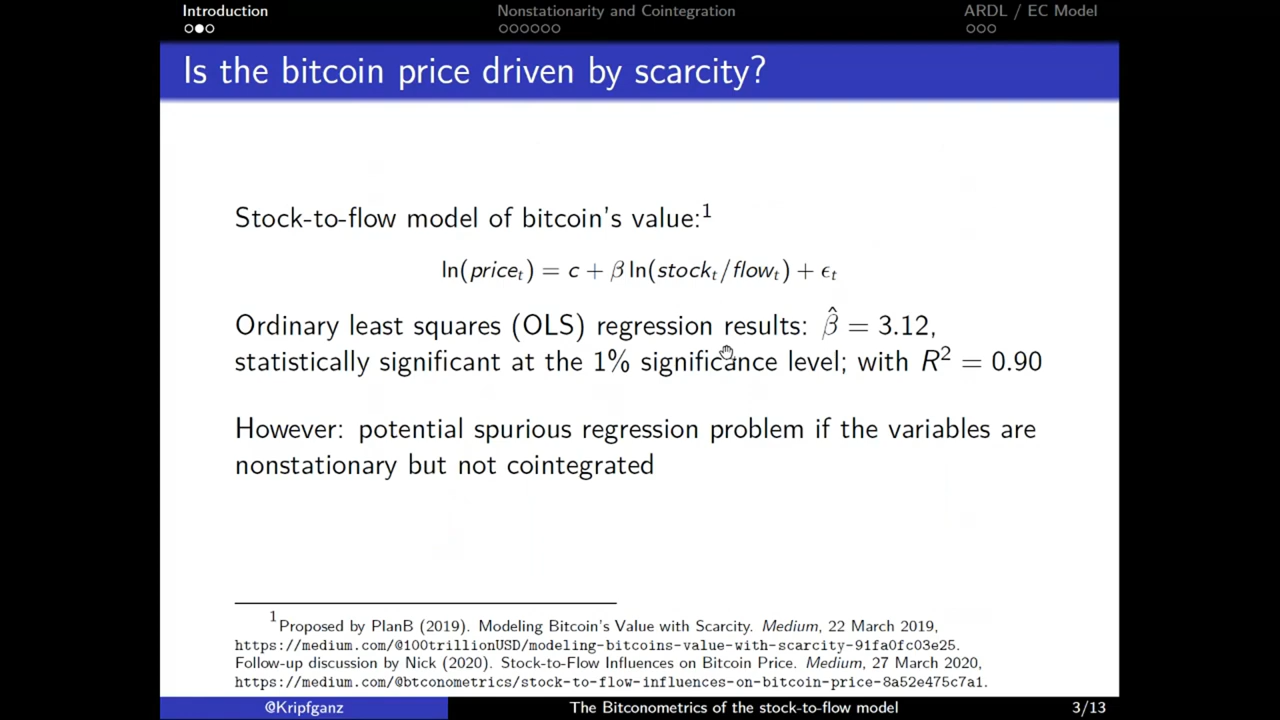 Introduction
Nonstationarity and Cointegration
ARDL / EC Model
Is the bitcoin price driven by scarcity?
Stock-to-flow model of bitcoin's value:¹
ln(priceₜ) = c + β ln(stockₜ/flowₜ) + ϵₜ
Ordinary least squares (OLS) regression results: β̂ = 3.12,
statistically significant at the 1% significance level; with R² = 0.90
However: potential spurious regression problem if the variables are
nonstationary but not cointegrated
¹Proposed by PlanB (2019). Modeling Bitcoin's Value with Scarcity. Medium, 22 March 2019,
https://medium.com/@100trillionUSD/modeling-bitcoins-value-with-scarcity-91fa0fc03e25.
Follow-up discussion by Nick (2020). Stock-to-Flow Influences on Bitcoin Price. Medium, 27 March 2020,
https://medium.com/@btconometrics/stock-to-flow-influences-on-bitcoin-price-8a52e475c7a1.
@Kripfganz
The Bitconometrics of the stock-to-flow model
3/13